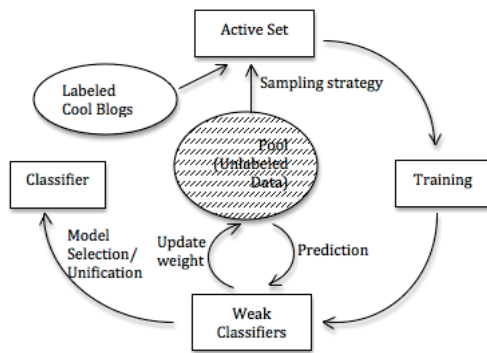 Active Set
Sampling strategy
Labeled
Cool Blogs
Pool
(Unlabeled
Data)
Classifier
Training
Model
Selection/
Unification
Update
weight
Prediction
Weak
Classifiers